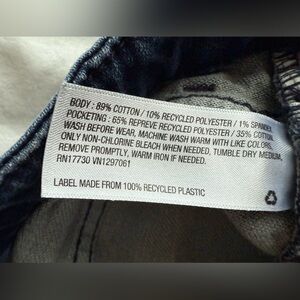 BODY : 89% COTTON / 10% RECYCLED POLYESTER / 1% SPANDEX
POCKETING : 65% REPREVE RECYCLED POLYESTER / 35% COTTON
WASH BEFORE WEAR, MACHINE WASH WARM WITH LIKE COLORS,
ONLY NON-CHLORINE BLEACH WHEN NEEDED, TUMBLE DRY MEDIUM,
REMOVE PROMPTLY, WARM IRON IF NEEDED.
RN17730 VN1297061
LABEL MADE FROM 100% RECYCLED PLASTIC